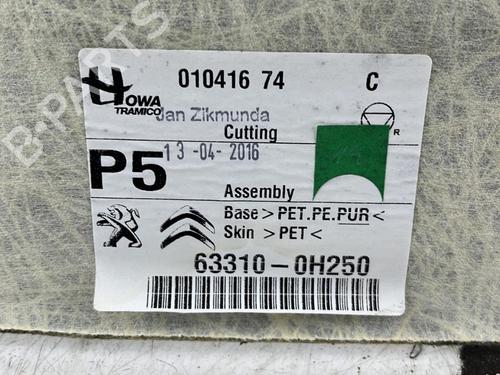 HOWA
TRAMICO
010416 74
C
Jan Zikmunda
Cutting
R
13 -04- 2016
P5
Assembly
Base >PET.PE.PUR<
Skin >PET<
63310-0H250
B-PARTS